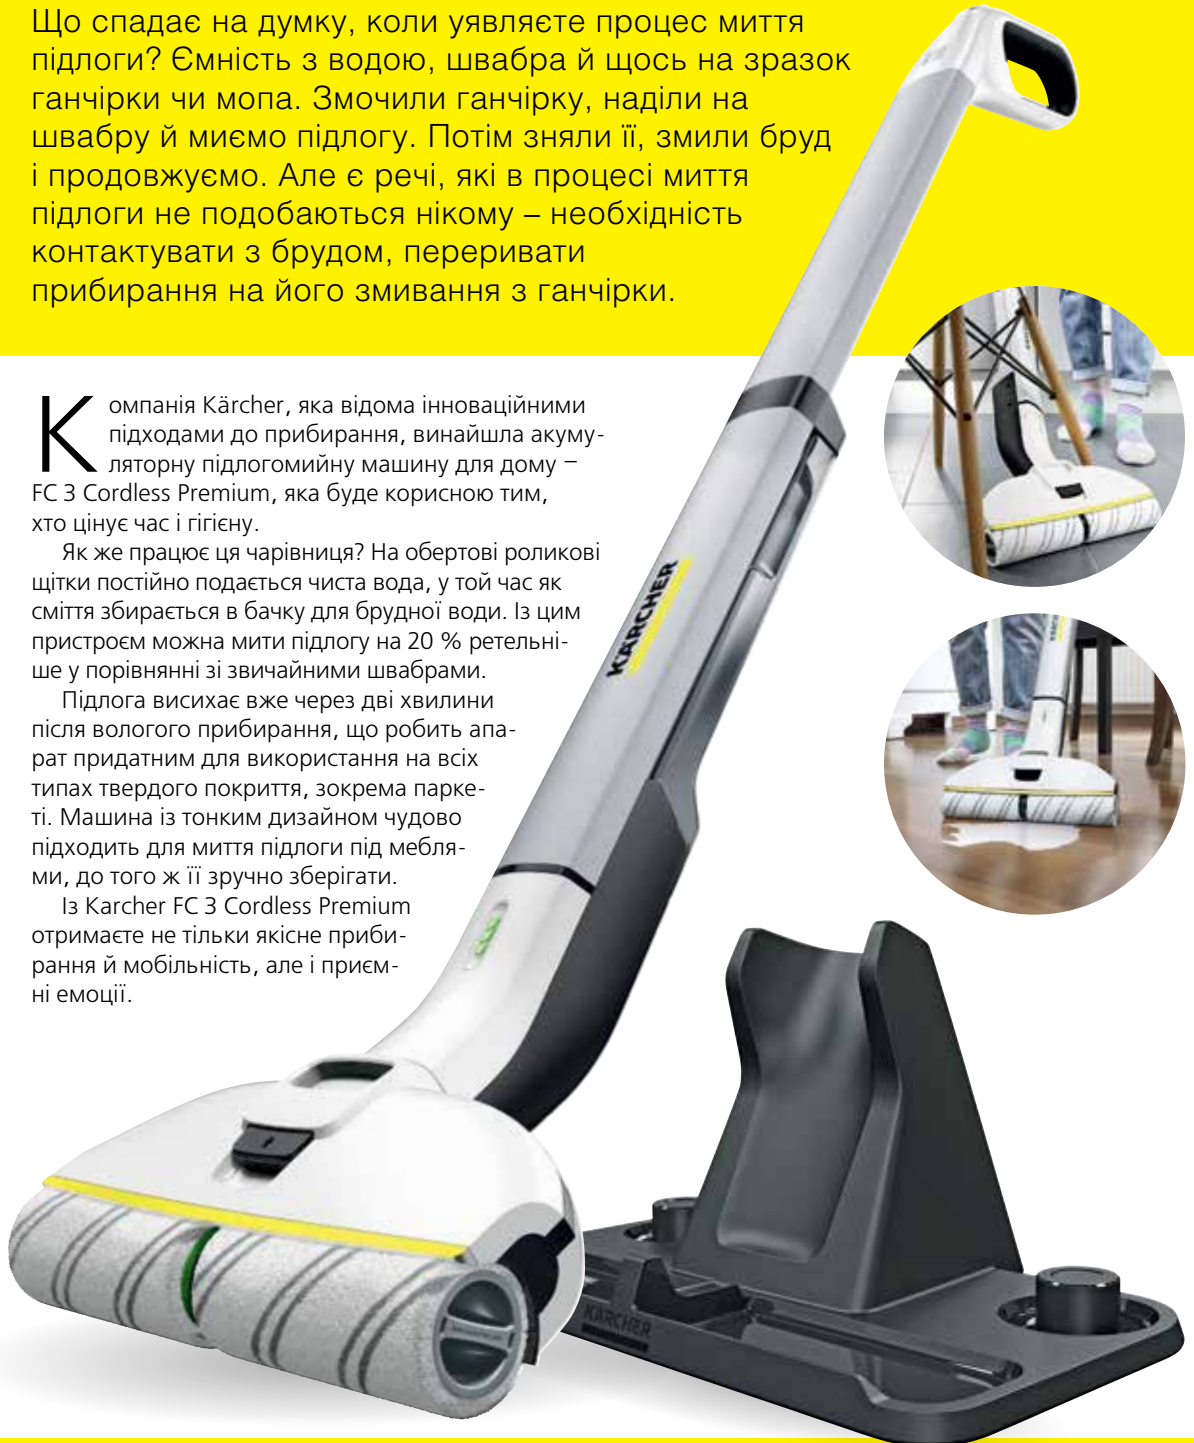 Що спадає на думку, коли уявляєте процес миття
підлоги? Ємність з водою, швабра й щось на зразок
ганчірки чи мопа. Змочили ганчірку, наділи на
швабру й миємо підлогу. Потім зняли її, змили бруд
і продовжуємо. Але є речі, які в процесі миття
підлоги не подобаються нікому – необхідність
контактувати з брудом, переривати
прибирання на його змивання з ганчірки.
Компанія Kärcher, яка відома інноваційними
підходами до прибирання, винайшла акуму-
ляторну підлогомийну машину для дому –
FC 3 Cordless Premium, яка буде корисною тим,
хто цінує час і гігієну.
Як же працює ця чарівниця? На обертові роликові
щітки постійно подається чиста вода, у той час як
сміття збирається в бачку для брудної води. Із цим
пристроєм можна мити підлогу на 20 % ретельні-
ше у порівнянні зі звичайними швабрами.
Підлога висихає вже через дві хвилини
після вологого прибирання, що робить апа-
рат придатним для використання на всіх
типах твердого покриття, зокрема парке-
ті. Машина із тонким дизайном чудово
підходить для миття підлоги під мебля-
ми, до того ж її зручно зберігати.
Із Karcher FC 3 Cordless Premium
отримаєте не тільки якісне приби-
рання й мобільність, але і приєм-
ні емоції.
KÄRCHER
KÄRCHER